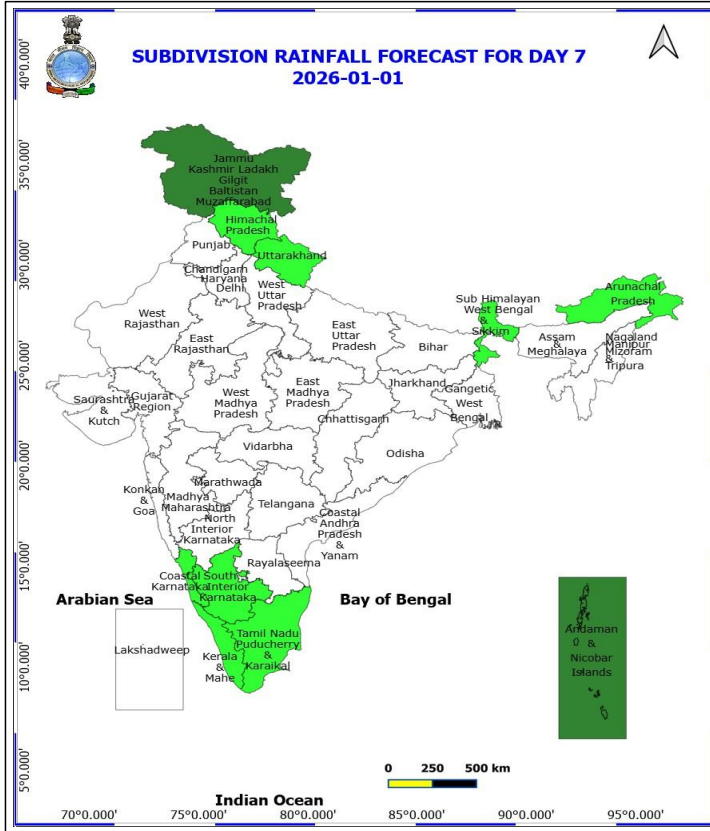 SUBDIVISION RAINFALL FORECAST FOR DAY 7
2026-01-01
40°0.000'
35°0.000'
30°0.000'
25°0.000'
20°0.000'
15°0.000'
10°0.000'
5°0.000'
Jammu
Kashmir Ladakh
Gilgit
Baltistan
Muzaffarabad
Himachal
Pradesh
Punjab
Uttarakhand
Chandigarh
Haryana
Delhi
West
Uttar
Pradesh
Arunachal
Pradesh
Sub Himalayan
West Bengal
&
Sikkim
West
Rajasthan
East
Rajasthan
East
Uttar
Pradesh
Bihar
Assam
&
Meghalaya
Nagaland
Manipur
Mizoram
&
Tripura
Saurashtra
&
Kutch
Gujarat
Region
West
Madhya
Pradesh
East
Madhya
Pradesh
Jharkhand
Gangetic
West
Bengal
Chhattisgarh
Odisha
Vidarbha
Konkan
&
Goa
Marathwada
Madhya
Maharashtra
Telangana
North
Interior
Karnataka
Coastal
Andhra
Pradesh
&
Yanam
Rayalaseema
Coastal
Karnataka
South
Interior
Karnataka
Arabian Sea
Bay of Bengal
Lakshadweep
Kerala
&
Mahe
Tamil Nadu
Puducherry
&
Karaikal
Andaman
&
Nicobar
Islands
0 250 500 km
Indian Ocean
70°0.000' 75°0.000' 80°0.000' 85°0.000' 90°0.000' 95°0.000'